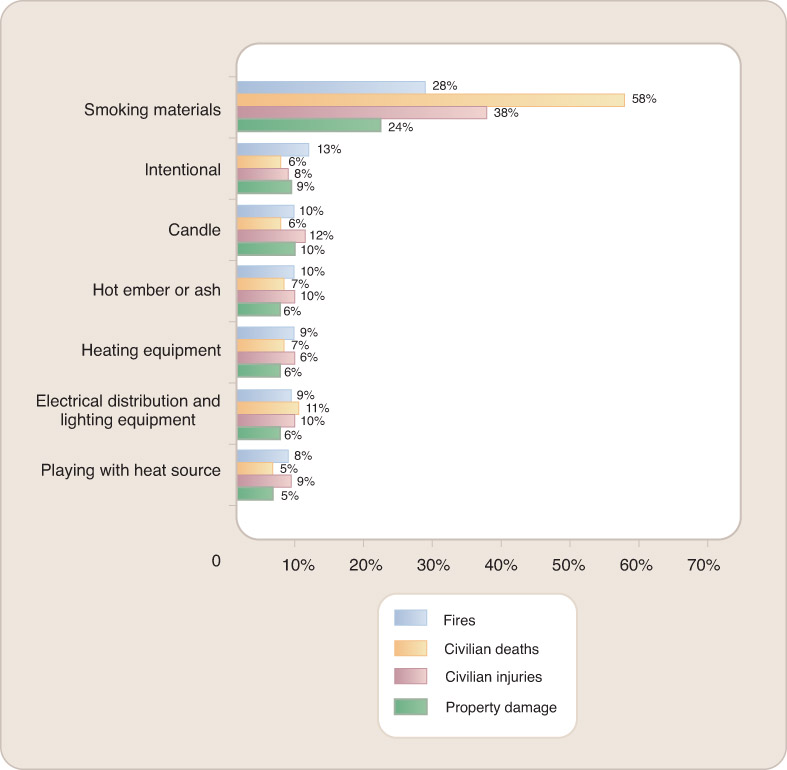 28%
58%
Smoking materials
38%
24%
13%
6%
Intentional
8%
9%
10%
6%
Candle
12%
10%
10%
7%
Hot ember or ash
10%
6%
9%
7%
Heating equipment
6%
6%
9%
Electrical distribution and
11%
lighting equipment
10%
6%
8%
5%
Playing with heat source
9%
5%
0
10% 20% 30% 40% 50% 60% 70%
Fires
Civilian deaths
Civilian injuries
Property damage